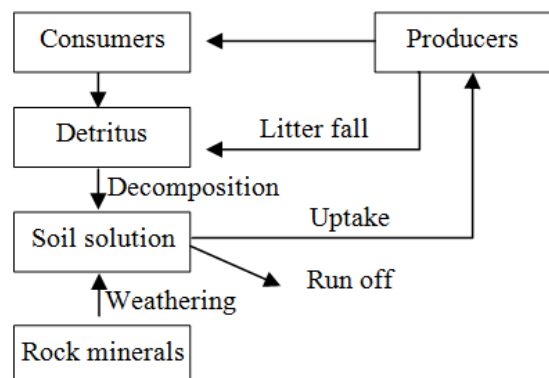 Consumers
Producers
Detritus
Litter fall
Decomposition
Soil solution
Uptake
Run off
Weathering
Rock minerals